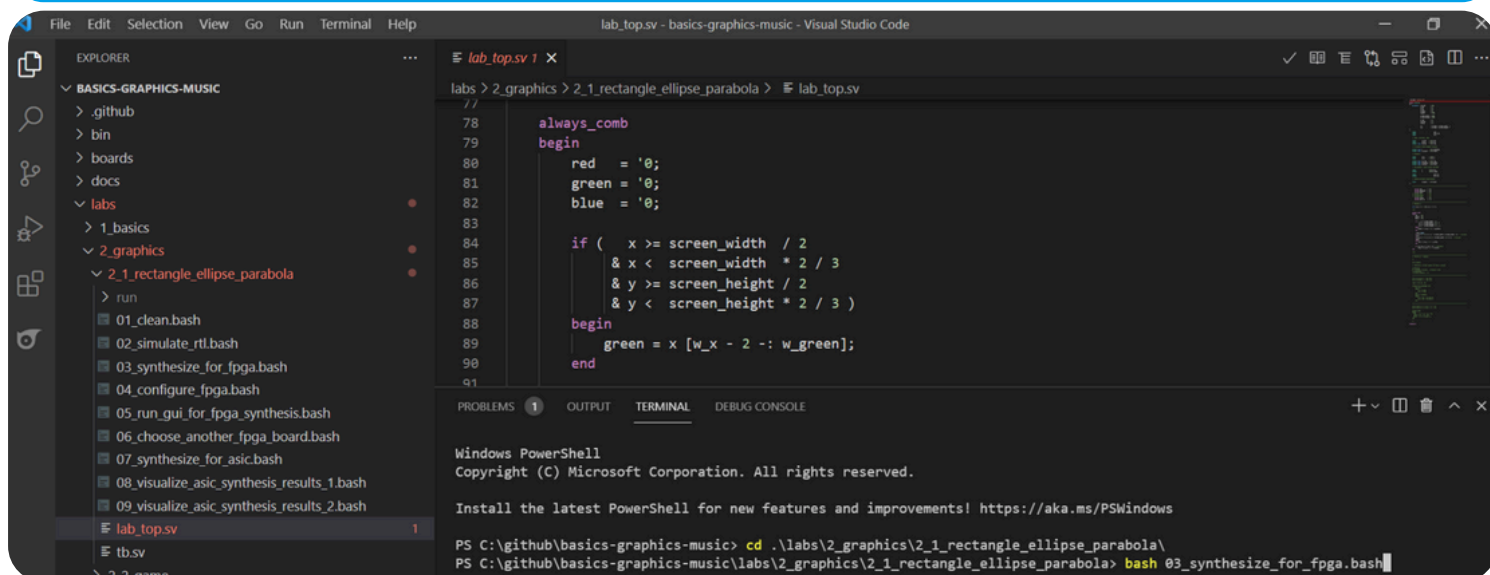 File Edit Selection View Go Run Terminal Help
lab_top.sv - basics-graphics-music - Visual Studio Code
EXPLORER
BASICS-GRAPHICS-MUSIC
> .github
> bin
> boards
> docs
labs
> 1_basics
2_graphics
2_1_rectangle_ellipse_parabola
> run
01_clean.bash
02_simulate_rtl.bash
03_synthesize_for_fpga.bash
04_configure_fpga.bash
05_run_gui_for_fpga_synthesis.bash
06_choose_another_fpga_board.bash
07_synthesize_for_asic.bash
08_visualize_asic_synthesis_results_1.bash
09_visualize_asic_synthesis_results_2.bash
lab_top.sv 1
tb.sv
lab_top.sv 1
labs > 2_graphics > 2_1_rectangle_ellipse_parabola > lab_top.sv
77
78 always_comb
79 begin
80 red = '0;
81 green = '0;
82 blue = '0;
83
84 if ( x >= screen_width / 2
85 & x < screen_width * 2 / 3
86 & y >= screen_height / 2
87 & y < screen_height * 2 / 3 )
88 begin
89 green = x [w_x - 2 -: w_green];
90 end
91
PROBLEMS 1 OUTPUT TERMINAL DEBUG CONSOLE
Windows PowerShell
Copyright (C) Microsoft Corporation. All rights reserved.
Install the latest PowerShell for new features and improvements! https://aka.ms/PSWindows
PS C:\github\basics-graphics-music> cd .\labs\2_graphics\2_1_rectangle_ellipse_parabola\
PS C:\github\basics-graphics-music\labs\2_graphics\2_1_rectangle_ellipse_parabola> bash 03_synthesize_for_fpga.bash